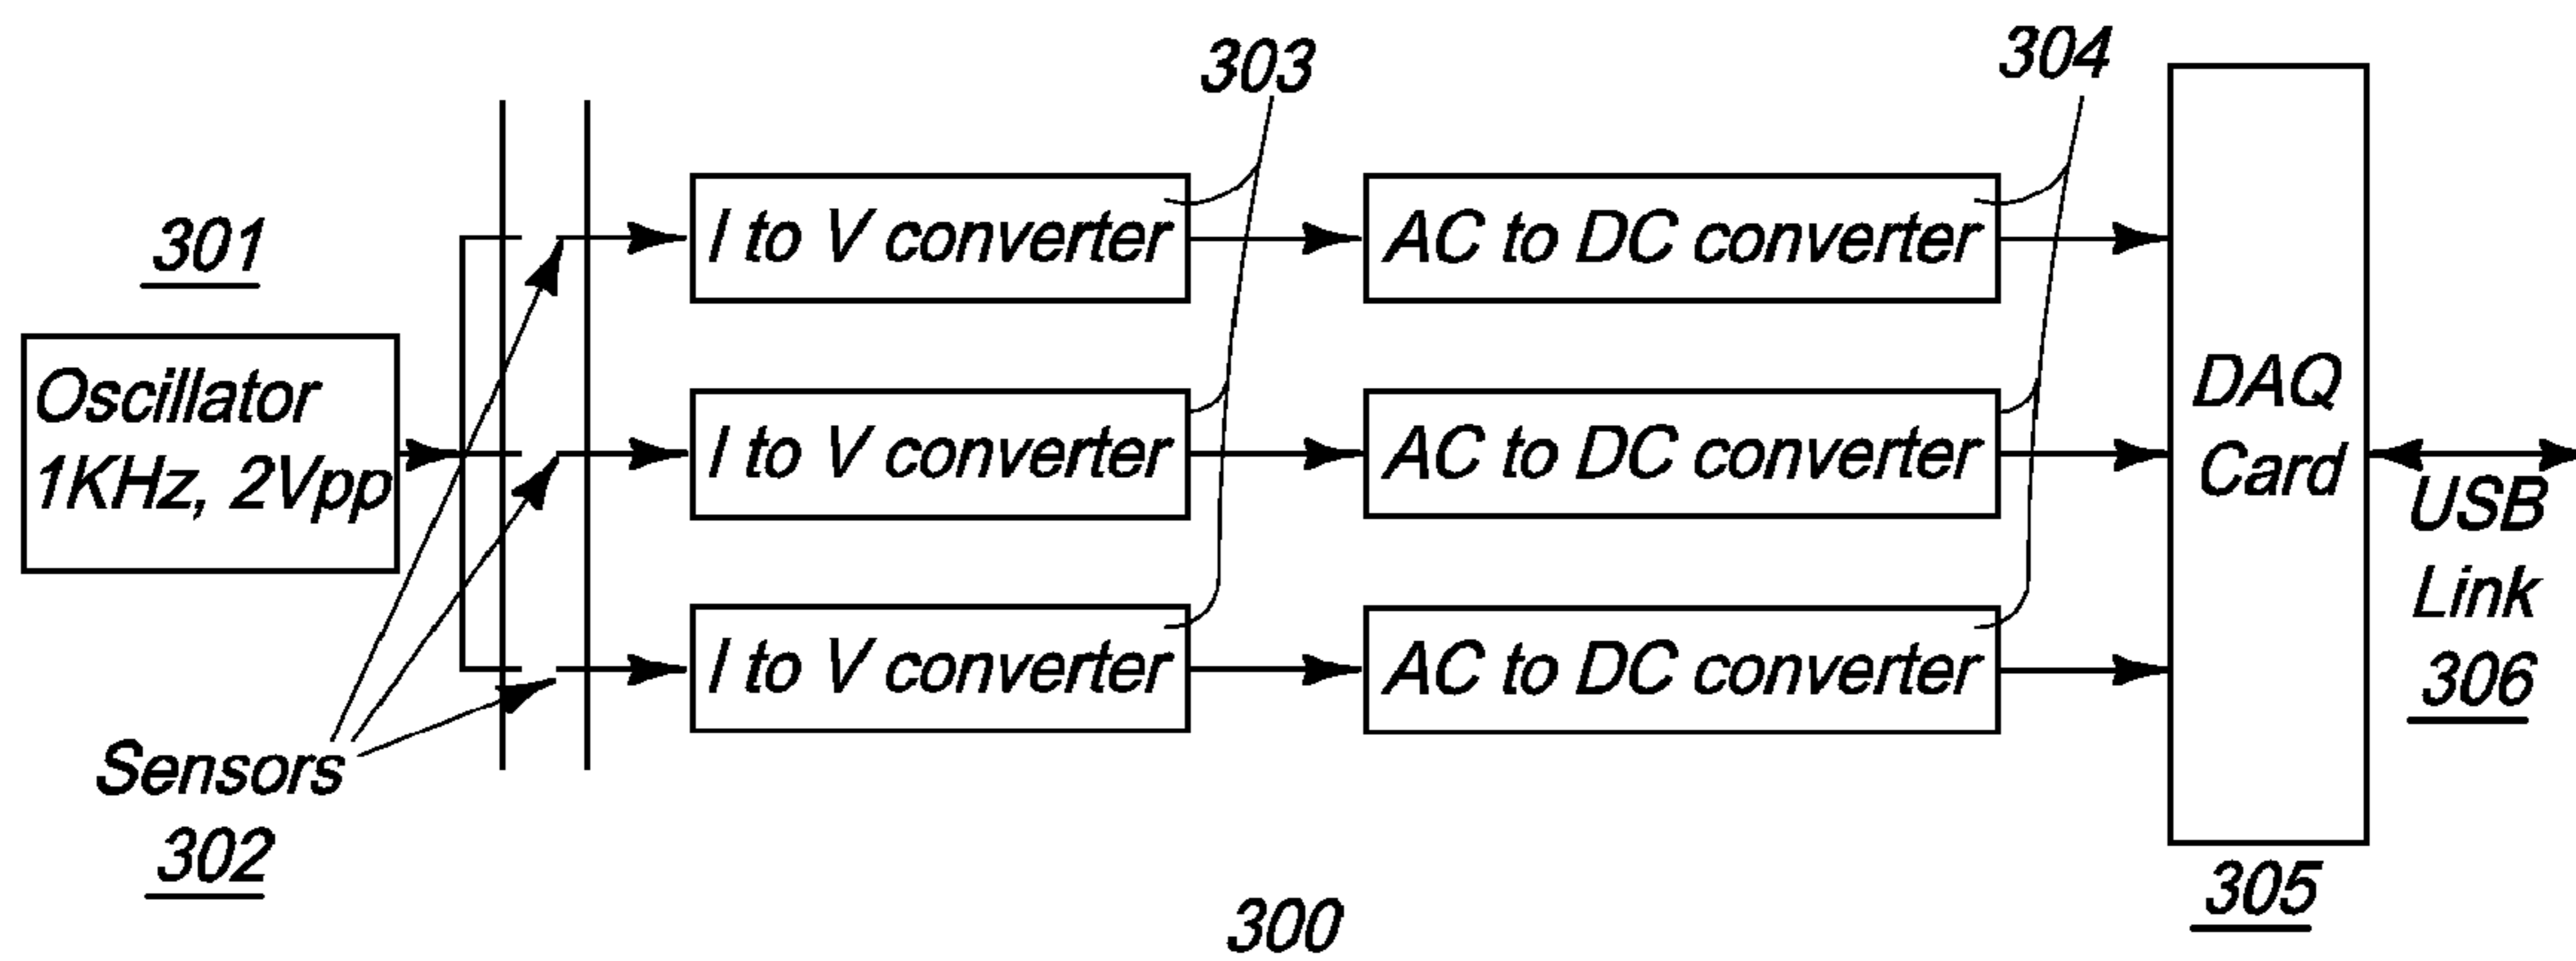 303
304
301
I to V converter
AC to DC converter
Oscillator
1KHz, 2Vpp
I to V converter
AC to DC converter
DAQ
Card
USB
Link
306
I to V converter
AC to DC converter
Sensors
302
305
300